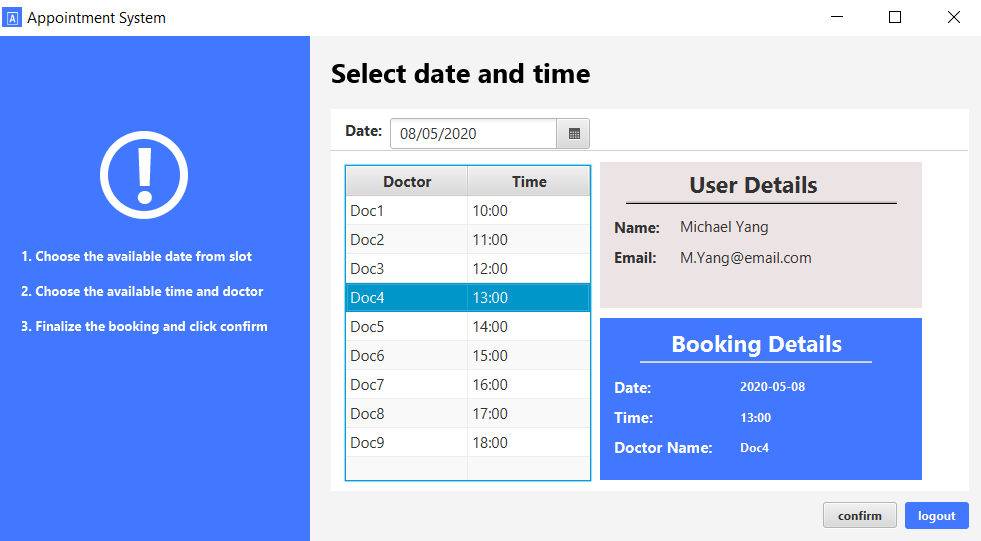 A Appointment System
Select date and time
Date: 08/05/2020
1. Choose the available date from slot
2. Choose the available time and doctor
3. Finalize the booking and click confirm
Doctor Time
Doc1 10:00
Doc2 11:00
Doc3 12:00
Doc4 13:00
Doc5 14:00
Doc6 15:00
Doc7 16:00
Doc8 17:00
Doc9 18:00
User Details
Name: Michael Yang
Email: M.Yang@email.com
Booking Details
Date: 2020-05-08
Time: 13:00
Doctor Name: Doc4
confirm logout